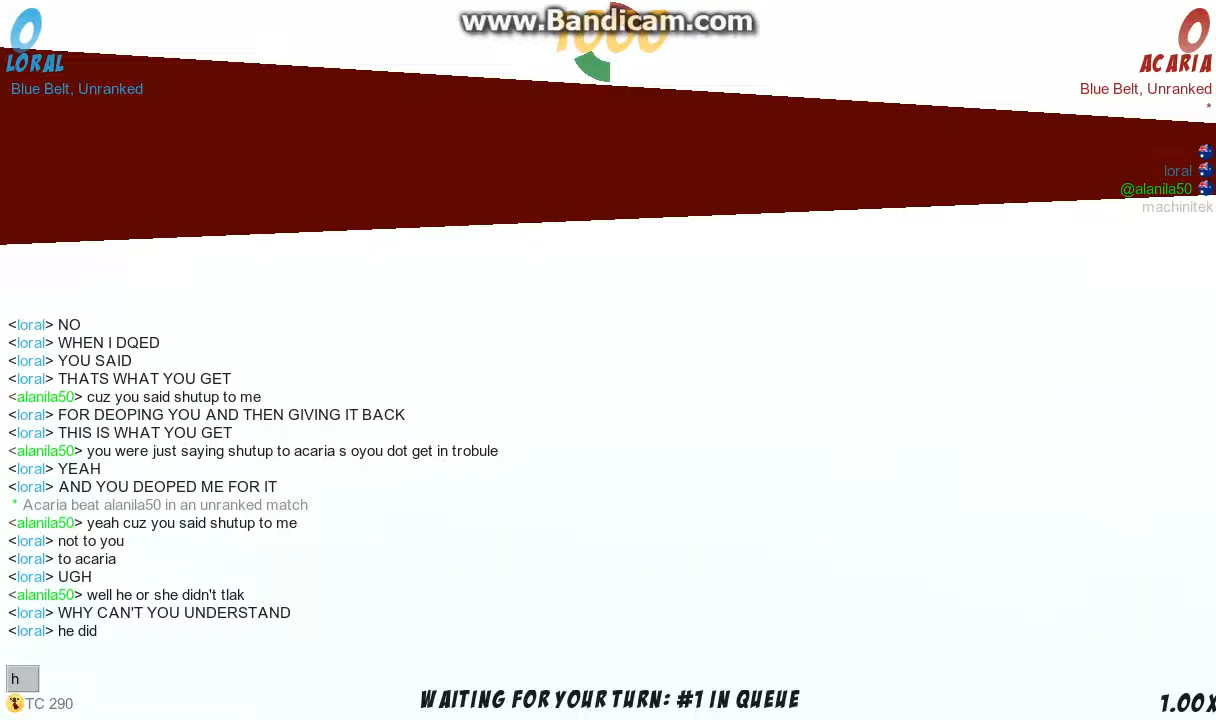 www.Bandicam.com
1000
0
LORAL
Blue Belt, Unranked
0
ACARIA
Blue Belt, Unranked
*
loral
@alanila50
machinitek
<loral> NO
<loral> WHEN I DQED
<loral> YOU SAID
<loral> THATS WHAT YOU GET
<alanila50> cuz you said shutup to me
<loral> FOR DEOPING YOU AND THEN GIVING IT BACK
<loral> THIS IS WHAT YOU GET
<alanila50> you were just saying shutup to acaria s oyou dot get in trobule
<loral> YEAH
<loral> AND YOU DEOPED ME FOR IT
* Acaria beat alanila50 in an unranked match
<alanila50> yeah cuz you said shutup to me
<loral> not to you
<loral> to acaria
<loral> UGH
<alanila50> well he or she didn't tlak
<loral> WHY CAN'T YOU UNDERSTAND
<loral> he did
h
TC 290
WAITING FOR YOUR TURN: #1 IN QUEUE
1.00X